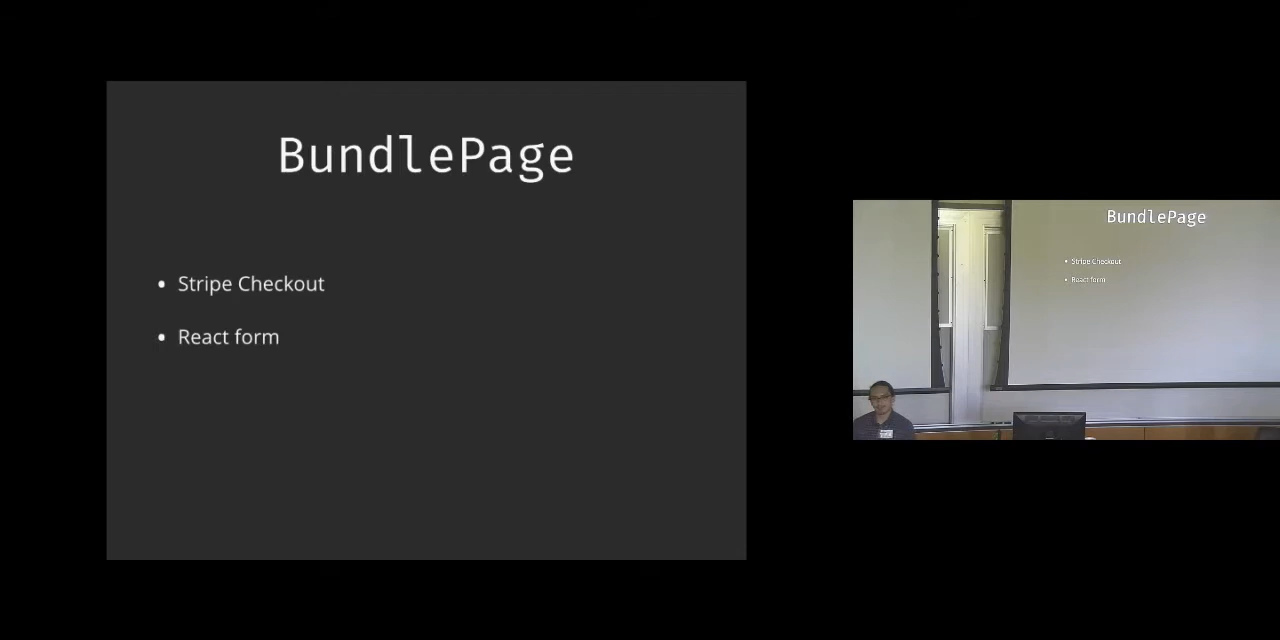 BundlePage
• Stripe Checkout
• React form
BundlePage
• Stripe Checkout
• React form